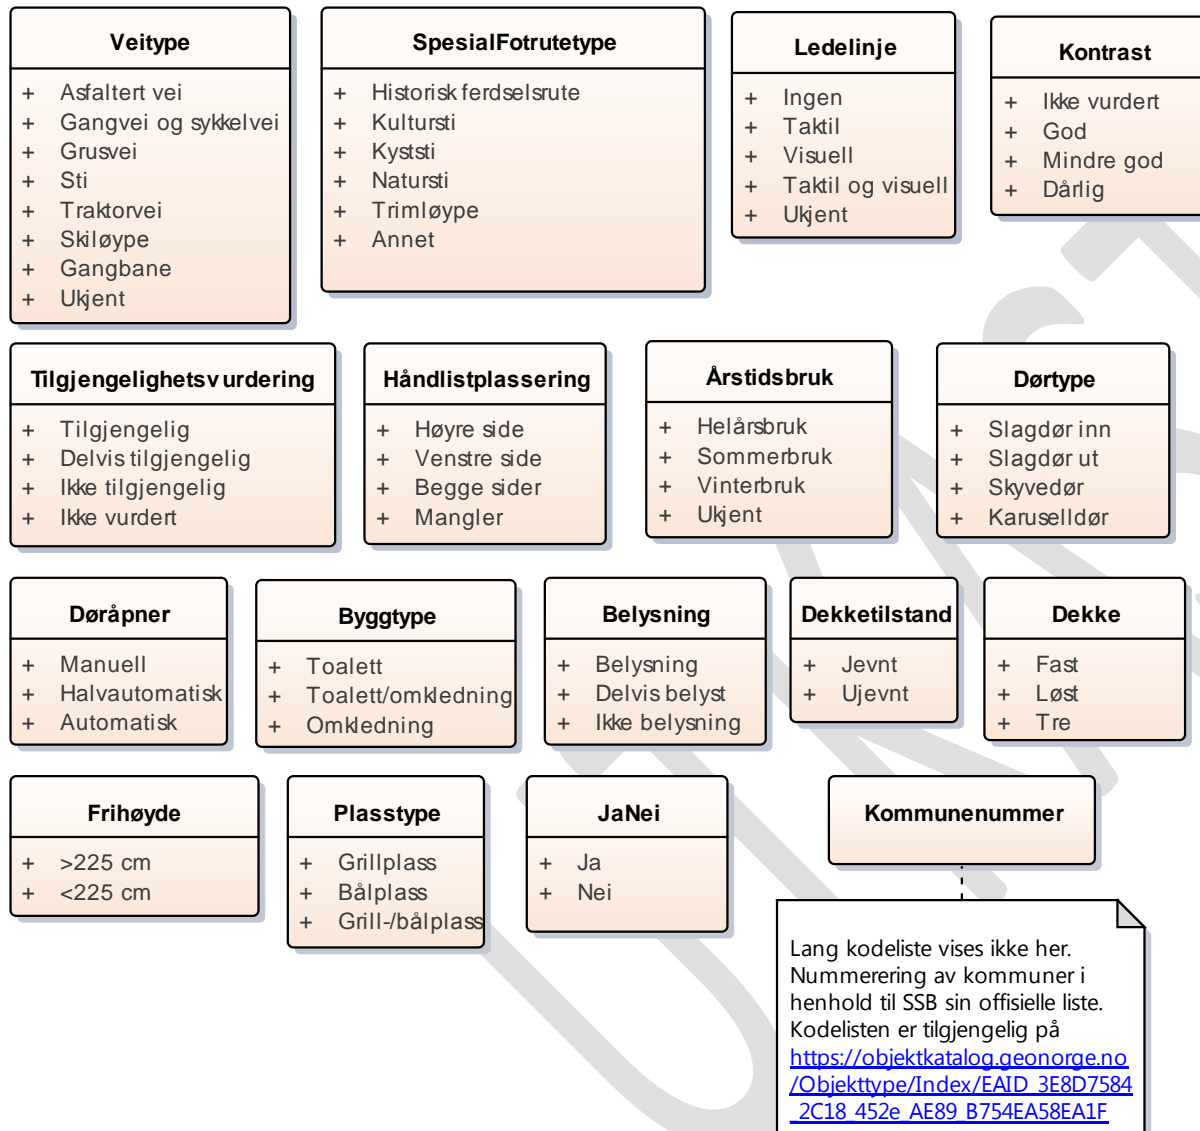 Veitype
+ Asfaltert vei
+ Gangvei og sykkelvei
+ Grusvei
+ Sti
+ Traktorvei
+ Skiløype
+ Gangbane
+ Ukjent
SpesialFotrutetype
+ Historisk ferdselsrute
+ Kultursti
+ Kyststi
+ Natursti
+ Trimløype
+ Annet
Ledelinje
+ Ingen
+ Taktil
+ Visuell
+ Taktil og visuell
+ Ukjent
Kontrast
+ Ikke vurdert
+ God
+ Mindre god
+ Dårlig
Tilgjengelighetsvurdering
+ Tilgjengelig
+ Delvis tilgjengelig
+ Ikke tilgjengelig
+ Ikke vurdert
Håndlistplassering
+ Høyre side
+ Venstre side
+ Begge sider
+ Mangler
Årstidsbruk
+ Helårsbruk
+ Sommerbruk
+ Vinterbruk
+ Ukjent
Dørtype
+ Slagdør inn
+ Slagdør ut
+ Skyvedør
+ Karuselldør
Døråpner
+ Manuell
+ Halvautomatisk
+ Automatisk
Byggtype
+ Toalett
+ Toalett/omkledning
+ Omkledning
Belysning
+ Belysning
+ Delvis belyst
+ Ikke belysning
Dekketilstand
+ Jevnt
+ Ujevnt
Dekke
+ Fast
+ Løst
+ Tre
Frihøyde
+ >225 cm
+ <225 cm
Plasstype
+ Grillplass
+ Bålplass
+ Grill-/bålplass
JaNei
+ Ja
+ Nei
Kommunenummer
Lang kodeliste vises ikke her.
Nummerering av kommuner i
henhold til SSB sin offisielle liste.
Kodelisten er tilgjengelig på
https://objektkatalog.geonorge.no
/Objekttype/Index/EAID_3E8D7584
_2C18_452e_AE89_B754EA58EA1F